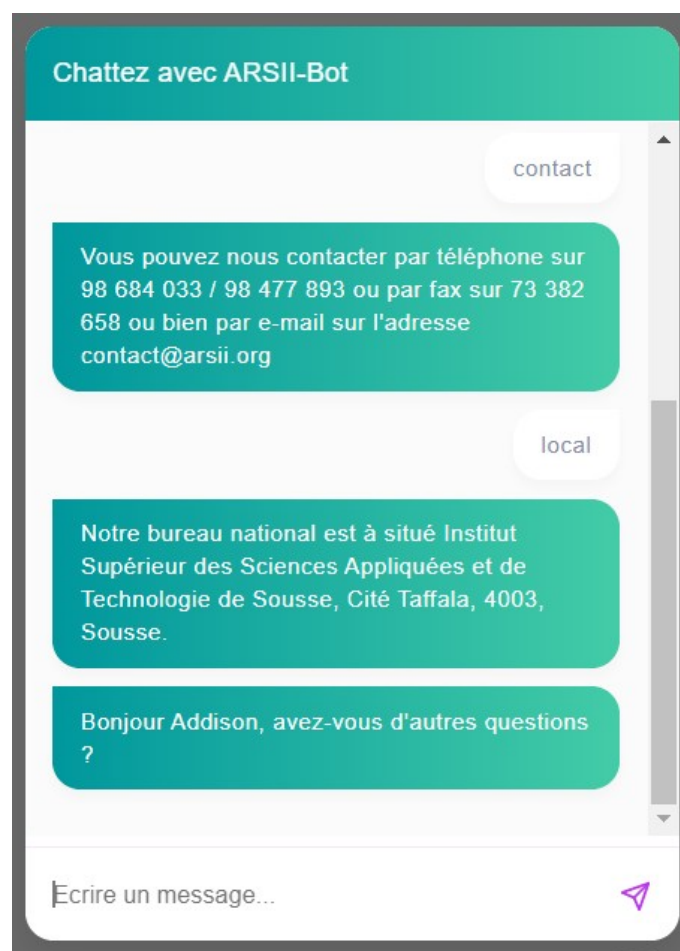 Chattez avec ARSII-Bot
contact
Vous pouvez nous contacter par téléphone sur
98 684 033 / 98 477 893 ou par fax sur 73 382
658 ou bien par e-mail sur l'adresse
contact@arsii.org
local
Notre bureau national est à situé Institut
Supérieur des Sciences Appliquées et de
Technologie de Sousse, Cité Taffala, 4003,
Sousse.
Bonjour Addison, avez-vous d'autres questions
?
Ecrire un message...